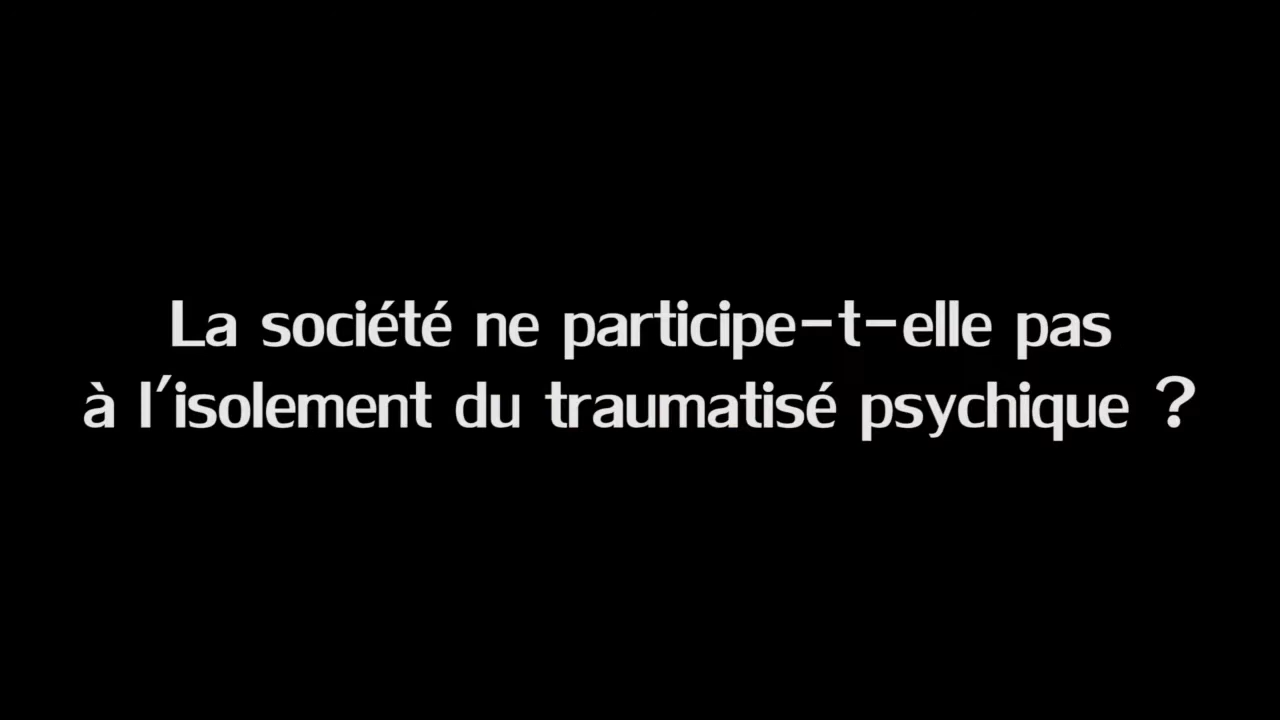 La société ne participe-t-elle pas
à l'isolement du traumatisé psychique ?